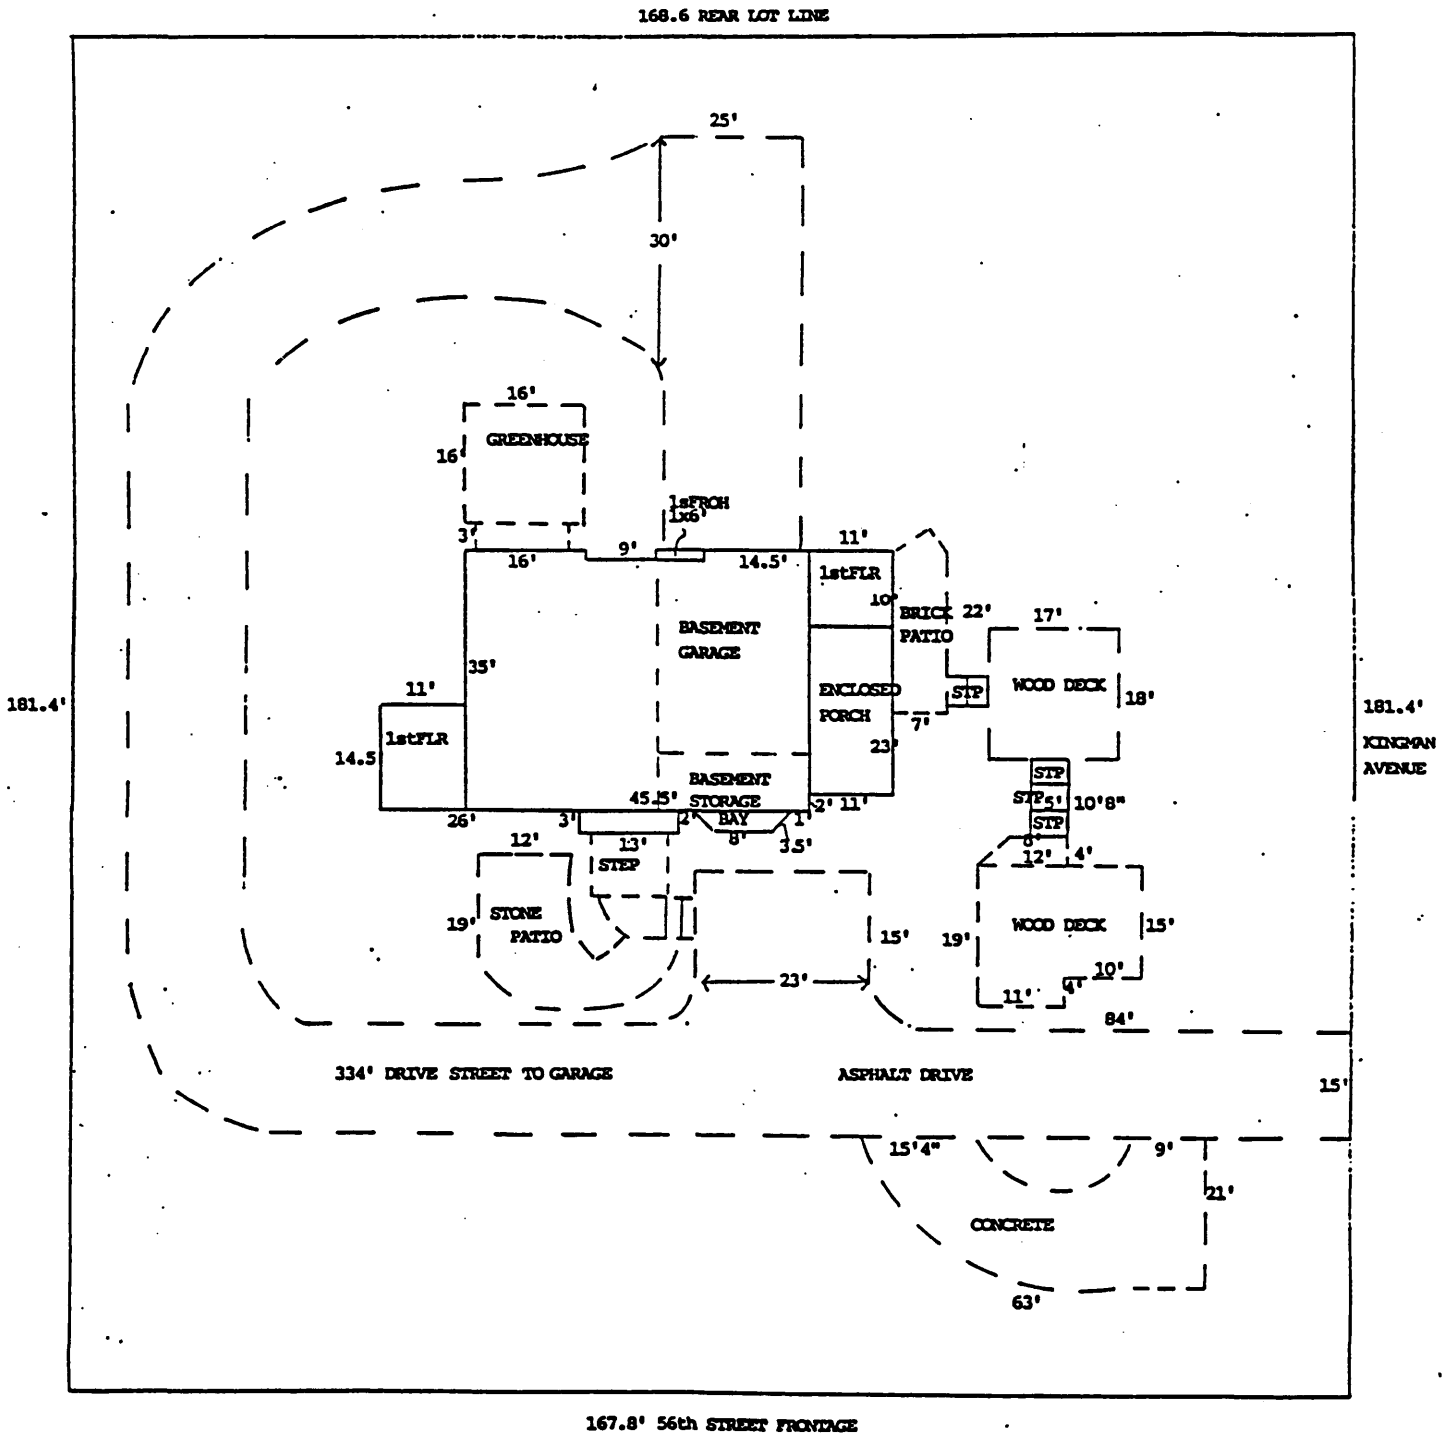 168.6 REAR LOT LINE
25'
30'
16'
GREENHOUSE
16'
1sFROH
1x6'
3'
9'
11'
16'
14.5'
1stFLR
10'
BRICK
22'
17'
PATIO
BASEMENT
GARAGE
35'
11'
ENCLOSED
STP
WOOD DECK
18'
181.4'
PORCH
7'
181.4'
1stFLR
KINGMAN
14.5
23'
AVENUE
BASEMENT
STP
45.5'
STORAGE
2'
11'
STP
5'
10'8"
26'
3'
2'
BAY
1'
STP
12'
13'
8'
3.5'
8'
12'
4'
STEP
19'
STONE
PATIO
15'
19'
WOOD DECK
15'
23'
10'
11'
4'
84'
334' DRIVE STREET TO GARAGE
ASPHALT DRIVE
15'
15'4"
9'
21'
CONCRETE
63'
167.8' 56th STREET FRONTAGE